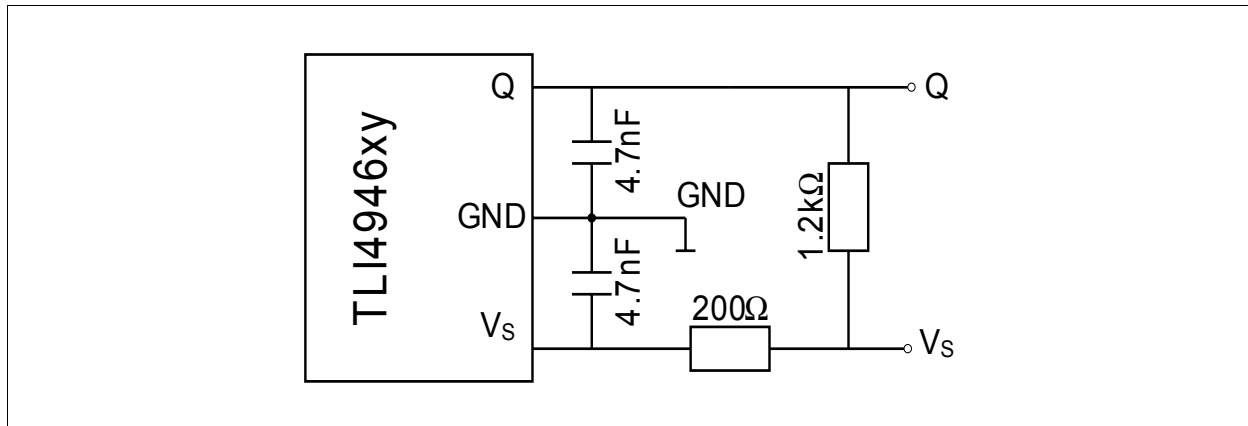 TLI4946xy
Q
4.7nF
Q
GND
GND
1.2kΩ
4.7nF
200Ω
VS
VS